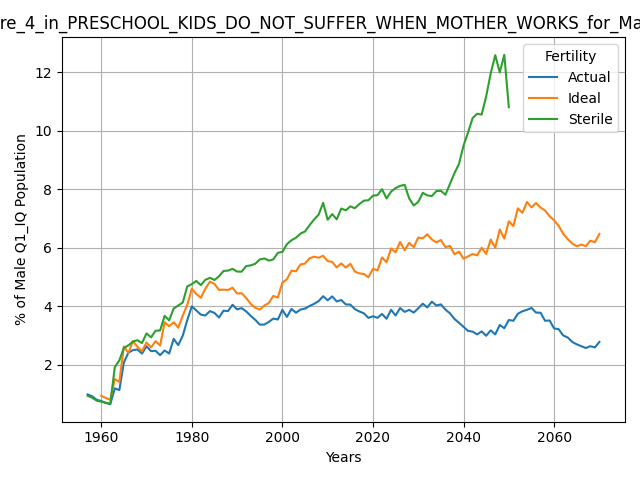 re_4_in_PRESCHOOL_KIDS_DO_NOT_SUFFER_WHEN_MOTHER_WORKS_for_Ma
Fertility
Actual
Ideal
Sterile
% of Male Q1_IQ Population
12
10
8
6
4
2
1960 1980 2000 2020 2040 2060
Years